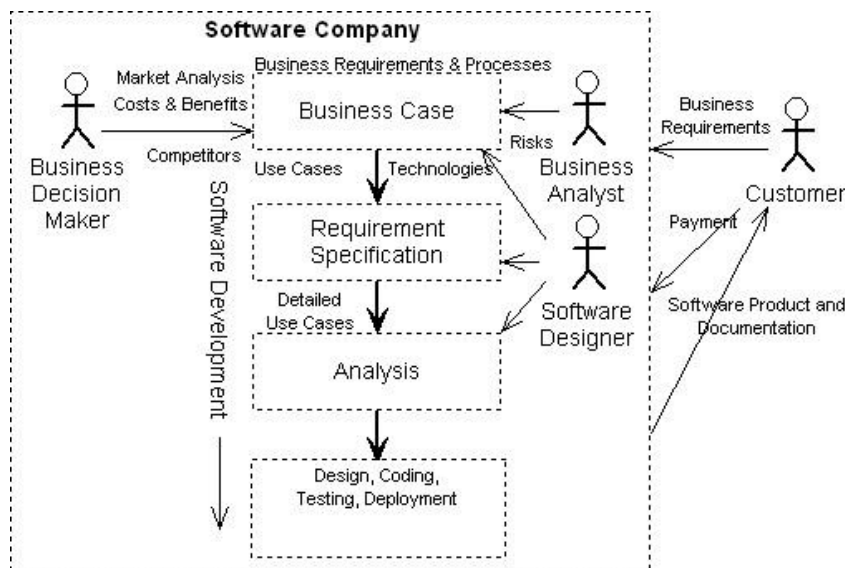 Software Company
Business Requirements & Processes
Market Analysis
Costs & Benefits
Competitors
Business Case
Business
Decision
Maker
Risks
Business
Analyst
Business
Requirements
Customer
Use Cases
Technologies
Requirement
Specification
Software
Designer
Payment
Software Product and
Documentation
Detailed
Use Cases
Analysis
Software Development
Design, Coding,
Testing, Deployment